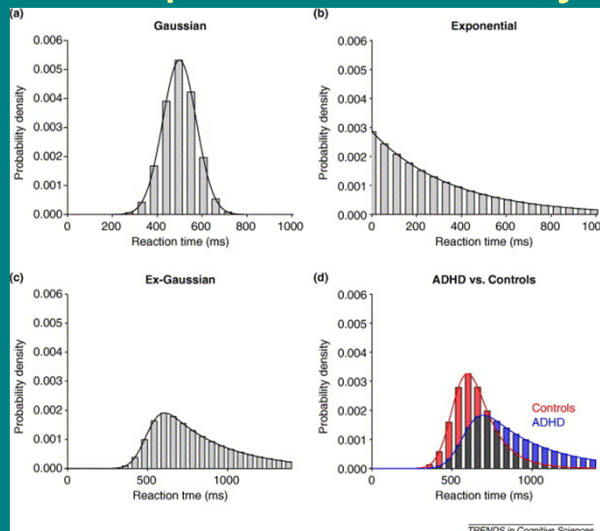 (a)
Gaussian
Probability density
0.006
0.005
0.004
0.003
0.002
0.001
0.000
0 200 400 600 800 1000
Reaction time (ms)
(b)
Exponential
Probability density
0.006
0.005
0.004
0.003
0.002
0.001
0.000
0 200 400 600 800
Reaction time (ms)
(c)
Ex-Gaussian
Probability density
0.006
0.005
0.004
0.003
0.002
0.001
0.000
0 500 1000
Reaction tme (ms)
(d)
ADHD vs. Controls
Probability density
0.006
0.005
0.004
0.003
0.002
0.001
0.000
0 500 1000
Reaction time (ms)
Controls
ADHD
TRENDS in Cognitive Sciences